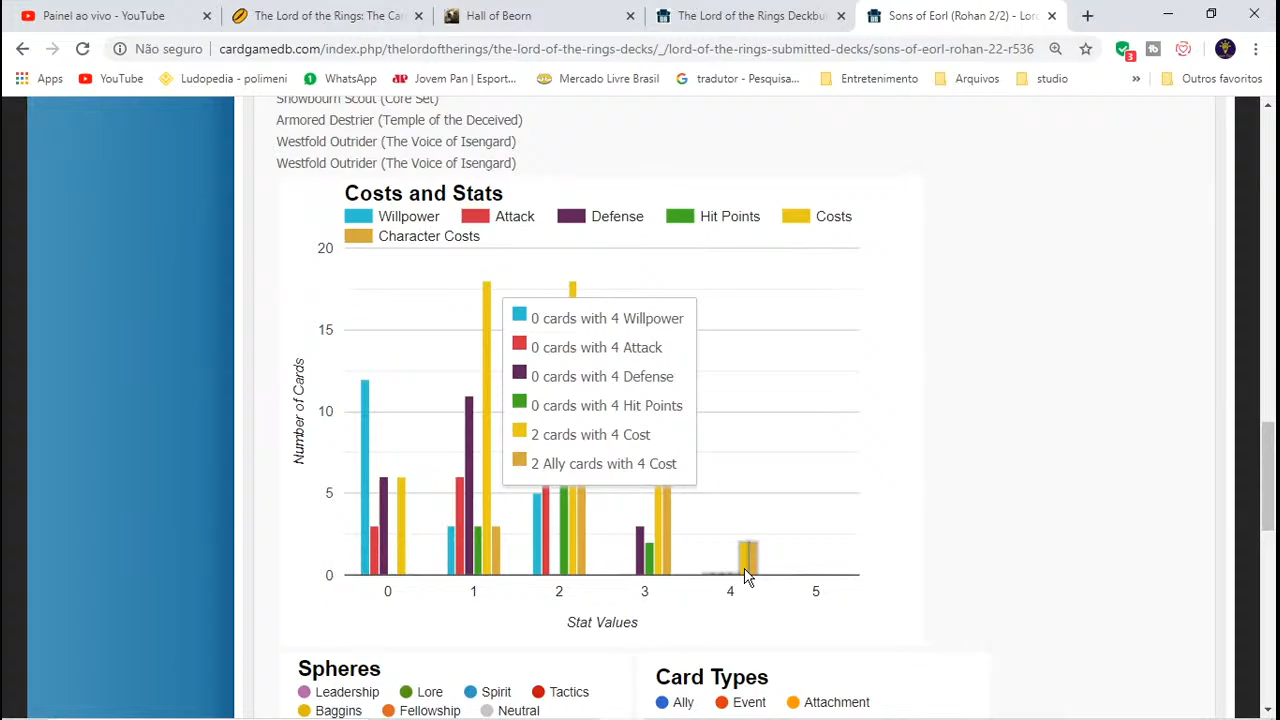 Painel ao vivo - YouTube
The Lord of the Rings: The Ca
Hall of Beorn
The Lord of the Rings Deckbu
Sons of Eorl (Rohan 2/2) - Lor
Não seguro
cardgamedb.com/index.php/thelordoftherings/the-lord-of-the-rings-decks/_/lord-of-the-rings-submitted-decks/sons-of-eorl-rohan-22-r536
3
Apps
YouTube
Ludopedia - polimeni
WhatsApp
Jovem Pan | Esport...
Mercado Livre Brasil
tradutor - Pesquisa...
Entretenimento
Arquivos
studio
»
Outros favoritos
Snowbourn Scout (Core Set)
Armored Destrier (Temple of the Deceived)
Westfold Outrider (The Voice of Isengard)
Westfold Outrider (The Voice of Isengard)
Costs and Stats
Willpower Attack Defense Hit Points Costs
Character Costs
20
15
10
5
0
Number of Cards
0 cards with 4 Willpower
0 cards with 4 Attack
0 cards with 4 Defense
0 cards with 4 Hit Points
2 cards with 4 Cost
2 Ally cards with 4 Cost
0 1 2 3 4 5
Stat Values
Spheres
Leadership Lore Spirit Tactics
Baggins Fellowship Neutral
Card Types
Ally Event Attachment